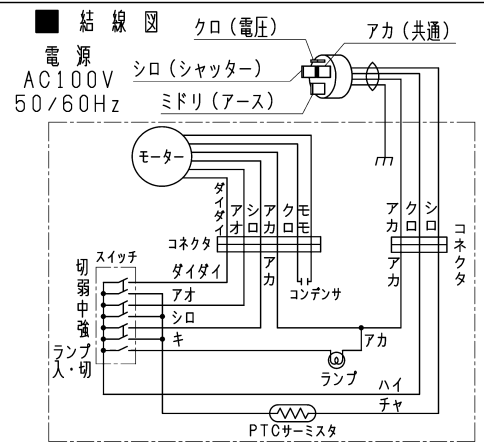 ■ 結線図
電源
AC100V
50/60Hz
クロ(電圧)
アカ(共通)
シロ(シャッター)
ミドリ(アース)
モーター
ダイダイ
アオ
シロ
アカ
クロ
モモ
アカ
クロ
シロ
コネクタ
コネクタ
アカ
アカ
コンデンサ
スイッチ
切
弱
中
強
ランプ
入・切
ダイダイ
アオ
シロ
キ
アカ
ランプ
ハイ
チャ
PTCサーミスタ